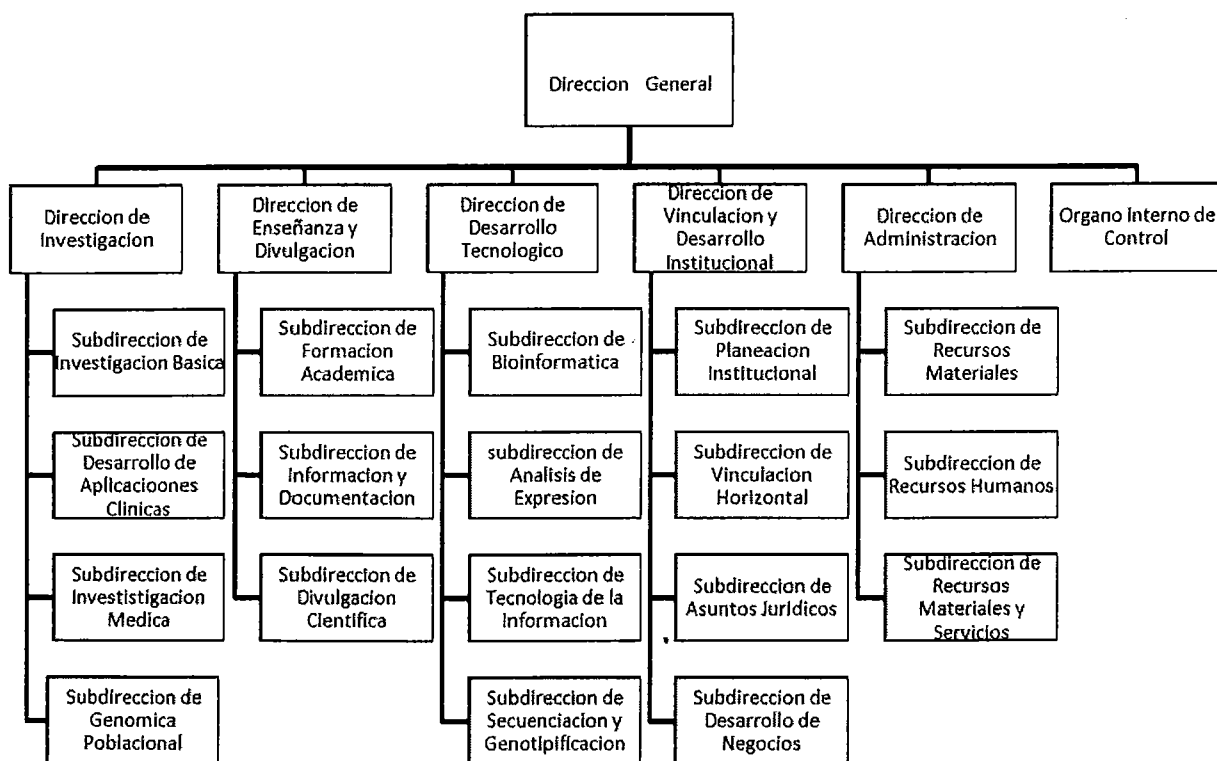 Direccion General
Direccion de
Investigacion
Direccion de
Enseñanza y
Divulgacion
Direccion de
Desarrollo
Tecnologico
Direccion de
Vinculacion y
Desarrollo
Institucional
Direccion de
Administracion
Organo Interno de
Control
Subdireccion de
Investigacion Basica
Subdireccion de
Desarrollo de
Aplicacioones
Clinicas
Subdireccion de
Investistigacion
Medica
Subdireccion de
Genomica
Poblacional
Subdireccion de
Formacion
Academica
Subdireccion de
Informacion y
Documentacion
Subdireccion de
Divulgacion
Cientifica
Subdireccion de
Bioinformatica
subdireccion de
Analisis de
Expresion
Subdireccion de
Tecnologia de la
Informacion
Subdireccion de
Secuenciacion y
Genotipificacion
Subdireccion de
Planeacion
Institucional
Subdireccion de
Vinculacion
Horizontal
Subdireccion de
Asuntos Juridicos
Subdireccion de
Desarrollo de
Negocios
Subdireccion de
Recursos
Materiales
Subdireccion de
Recursos Humanos
Subdireccion de
Recursos
Materiales y
Servicios